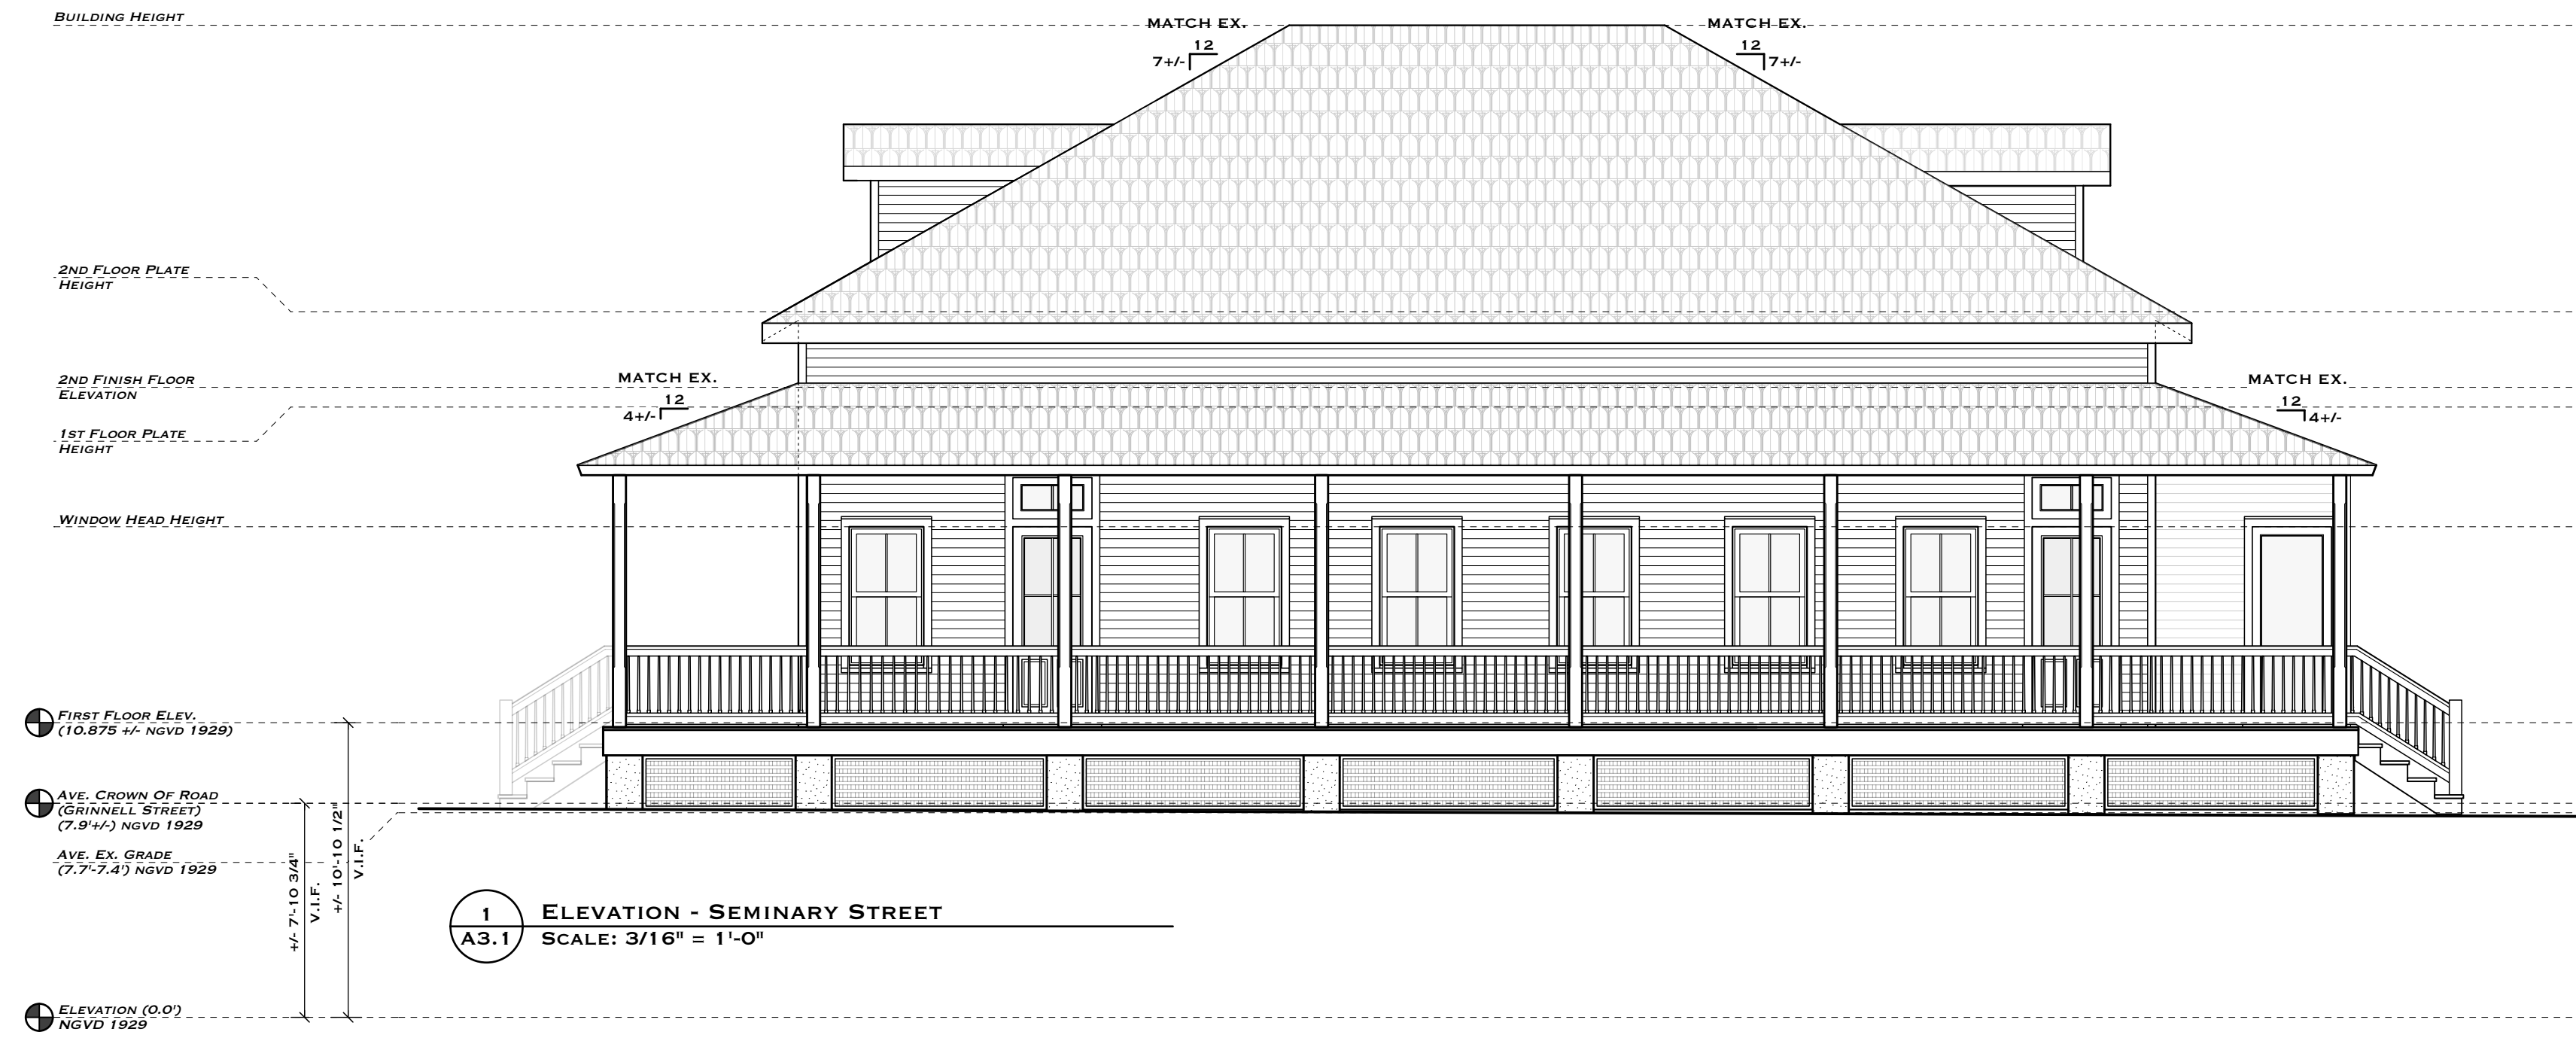 BUILDING HEIGHT
MATCH EX.
12
7+/-
MATCH EX.
12
7+/-
2ND FLOOR PLATE
HEIGHT
2ND FINISH FLOOR
ELEVATION
MATCH EX.
12
4+/-
MATCH EX.
12
4+/-
1ST FLOOR PLATE
HEIGHT
WINDOW HEAD HEIGHT
FIRST FLOOR ELEV.
(10.875 +/- NGVD 1929)
AVE. CROWN OF ROAD
(GRINNELL STREET)
(7.9'+/-) NGVD 1929
AVE. EX. GRADE
(7.7'-7.4') NGVD 1929
+/- 7'-10 3/4"
V.I.F.
+/- 10'-10 1/2"
V.I.F.
1
A3.1
ELEVATION - SEMINARY STREET
SCALE: 3/16" = 1'-0"
ELEVATION (0.0')
NGVD 1929